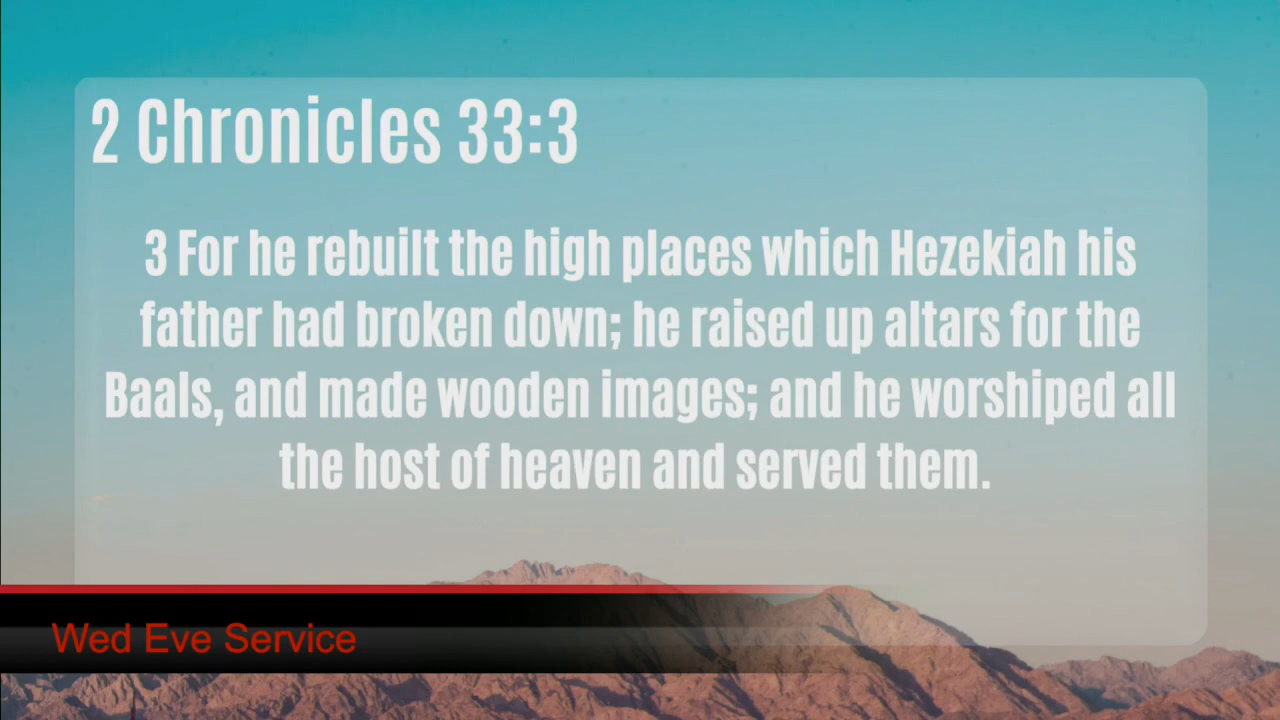 2 Chronicles 33:3
3 For he rebuilt the high places which Hezekiah his
father had broken down; he raised up altars for the
Baals, and made wooden images; and he worshiped all
the host of heaven and served them.
Wed Eve Service